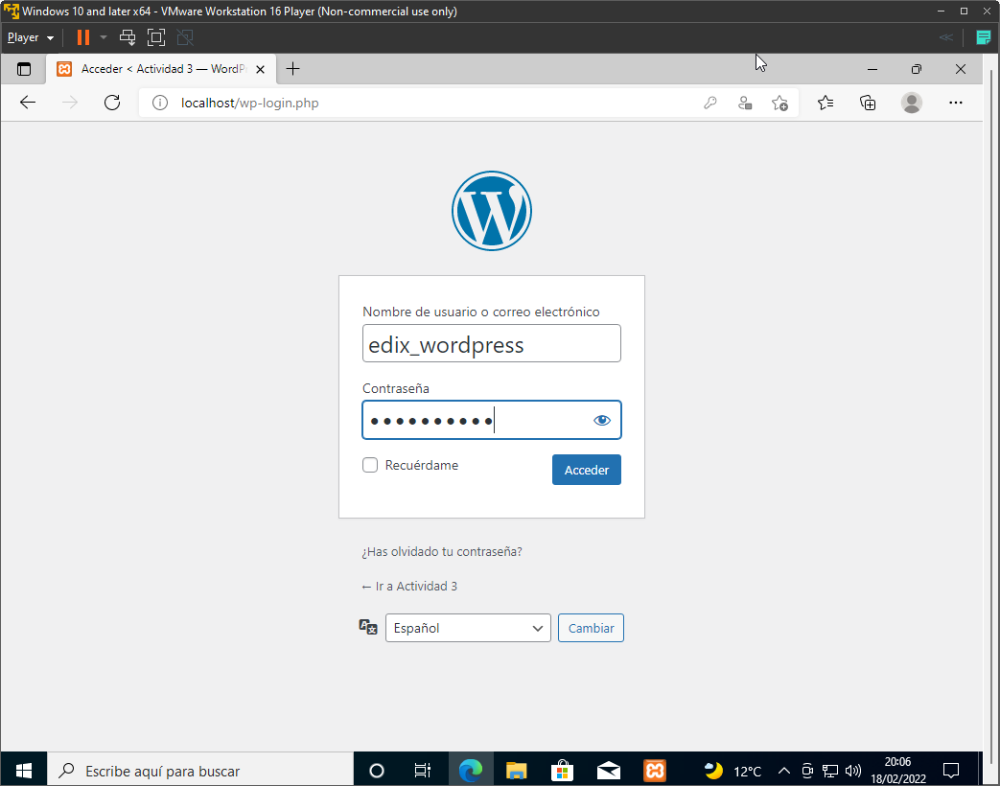 Windows 10 and later x64 - VMware Workstation 16 Player (Non-commercial use only)
Player
Acceder < Actividad 3 — WordPr
localhost/wp-login.php
Nombre de usuario o correo electrónico
edix_wordpress
Contraseña
Recuérdame
Acceder
¿Has olvidado tu contraseña?
← Ir a Actividad 3
Español
Cambiar
Escribe aquí para buscar
12°C
20:06
18/02/2022